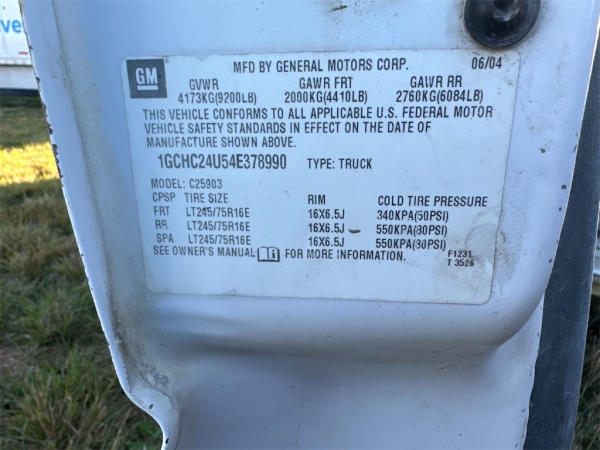 ve
GM
MFD BY GENERAL MOTORS CORP. 06/04
GVWR GAWR FRT GAWR RR
4173KG(9200LB) 2000KG(4410LB) 2760KG(6084LB)
THIS VEHICLE CONFORMS TO ALL APPLICABLE U.S. FEDERAL MOTOR
VEHICLE SAFETY STANDARDS IN EFFECT ON THE DATE OF
MANUFACTURE SHOWN ABOVE.
1GCHC24U54E378990 TYPE: TRUCK
MODEL: C25903
CPSP TIRE SIZE RIM COLD TIRE PRESSURE
FRT LT245/75R16E 16X6.5J 340KPA(50PSI)
RR LT245/75R16E 16X6.5J 550KPA(30PSI)
SPA LT245/75R16E 16X6.5J 550KPA(30PSI)
SEE OWNER'S MANUAL FOR MORE INFORMATION.
F1231
T 3526